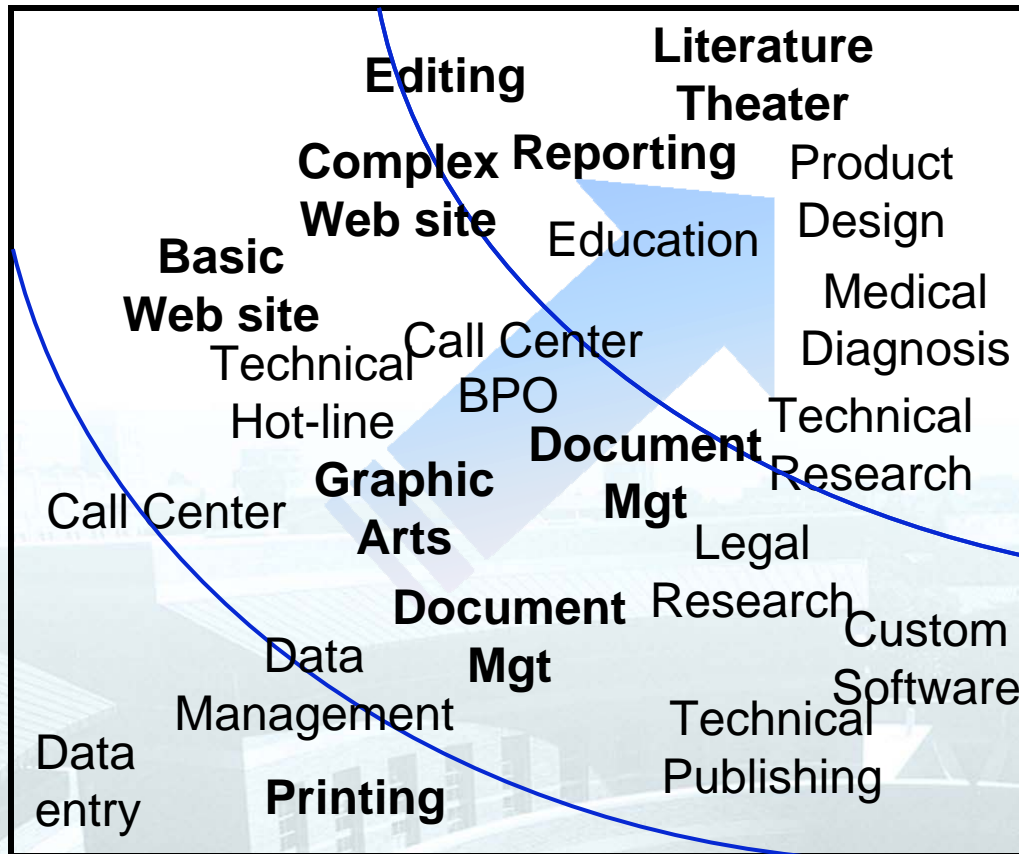 Literature
Theater
Editing
Reporting
Complex
Web site
Product
Design
Education
Basic
Web site
Medical
Diagnosis
Technical
Hot-line
Call Center
BPO
Technical
Research
Document
Mgt
Graphic
Arts
Call Center
Legal
Research
Document
Mgt
Custom
Software
Data
Management
Technical
Publishing
Data
entry
Printing